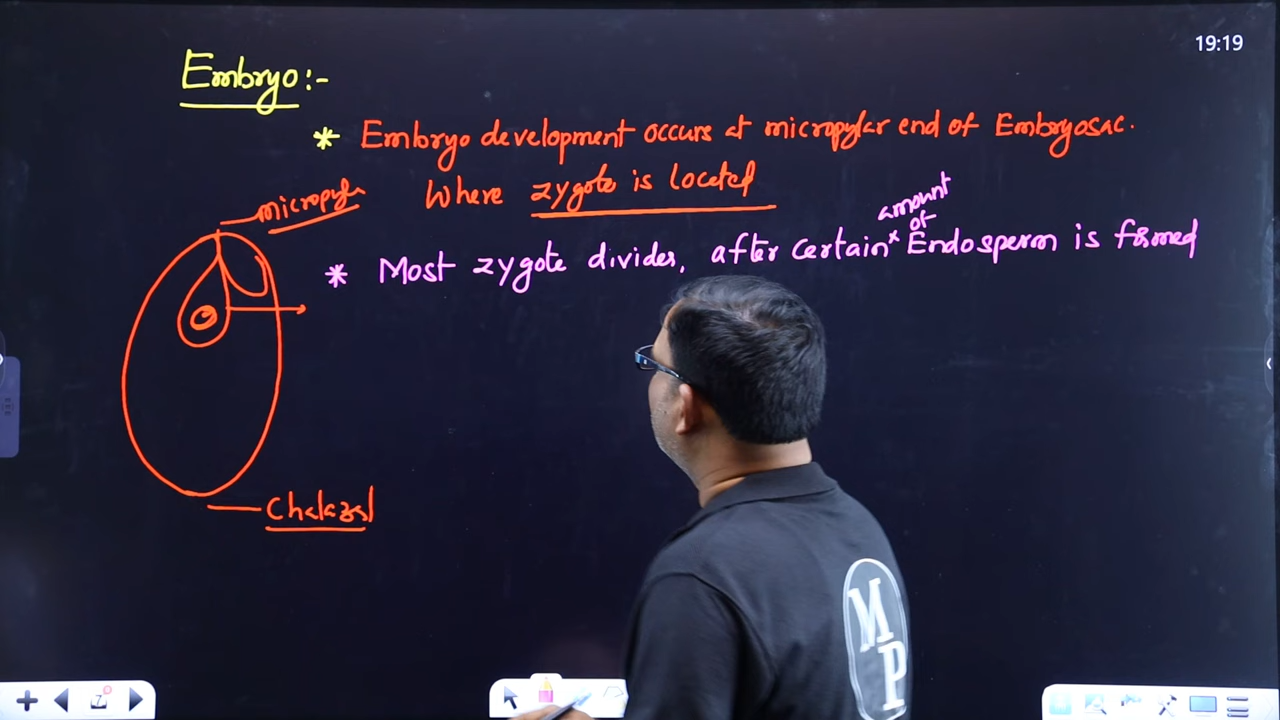 19:19
Embryo:-
* Embryo development occurs at micropylar end of Embryosac.
Where zygote is located
micropyla
amount
of
* Most zygote divides, after certain* Endosperm is formed
Chalazal
MP